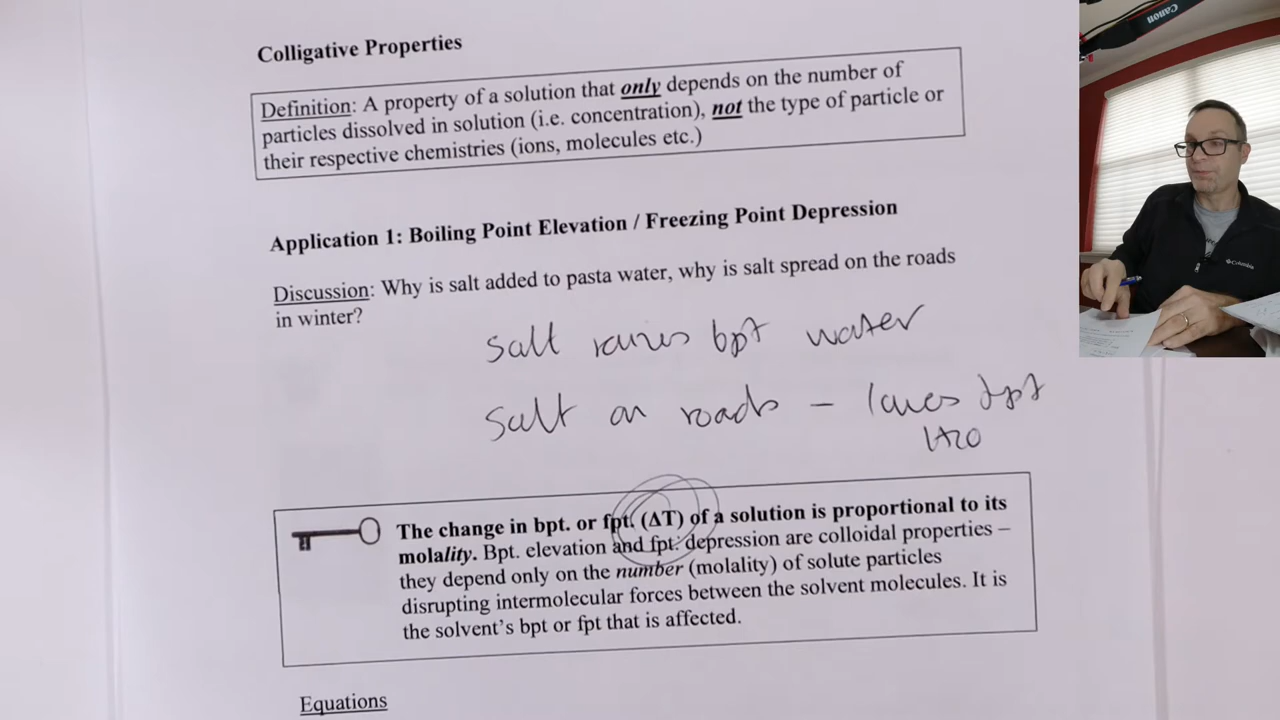 Colligative Properties
Definition: A property of a solution that only depends on the number of
particles dissolved in solution (i.e. concentration), not the type of particle or
their respective chemistries (ions, molecules etc.)
Application 1: Boiling Point Elevation / Freezing Point Depression
Discussion: Why is salt added to pasta water, why is salt spread on the roads
in winter?
Salt raises bpt water
Salt on roads – lowers fpt
H2O
The change in bpt. or fpt. (ΔT) of a solution is proportional to its
molality. Bpt. elevation and fpt. depression are colloidal properties –
they depend only on the number (molality) of solute particles
disrupting intermolecular forces between the solvent molecules. It is
the solvent's bpt or fpt that is affected.
Equations
Canon
Columbia